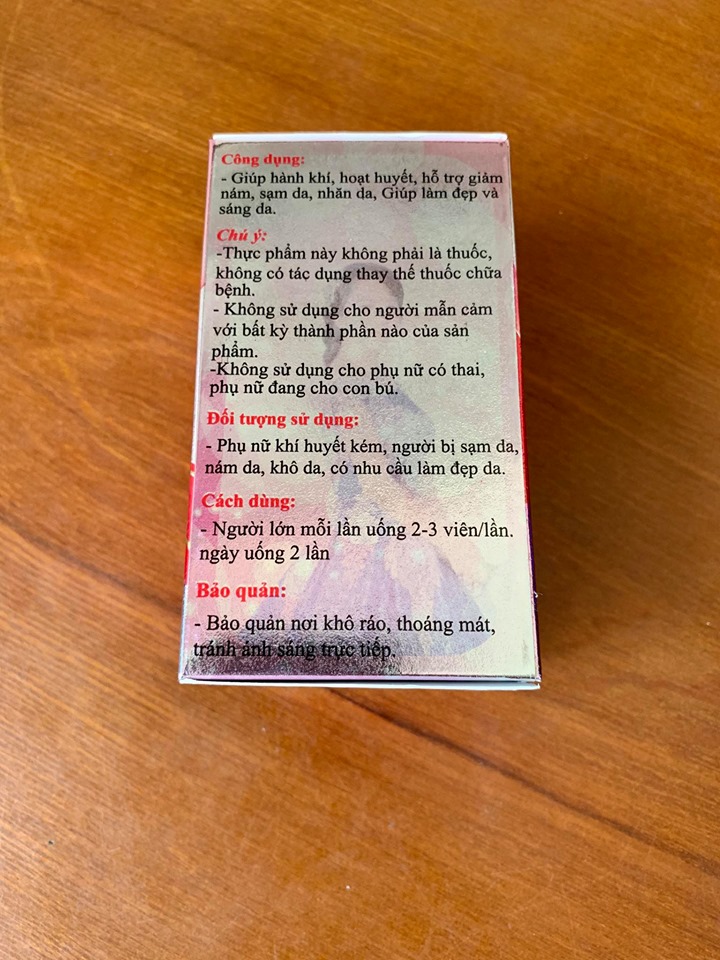 Công dụng:
- Giúp hành khí, hoạt huyết, hỗ trợ giảm
nám, sạm da, nhăn da, Giúp làm đẹp và
sáng da.
Chú ý:
-Thực phẩm này không phải là thuốc,
không có tác dụng thay thế thuốc chữa
bệnh.
- Không sử dụng cho người mẫn cảm
với bất kỳ thành phần nào của sản
phẩm.
-Không sử dụng cho phụ nữ có thai,
phụ nữ đang cho con bú.
Đối tượng sử dụng:
- Phụ nữ khí huyết kém, người bị sạm da,
nám da, khô da, có nhu cầu làm đẹp da.
Cách dùng:
- Người lớn mỗi lần uống 2-3 viên/lần.
ngày uống 2 lần
Bảo quản:
- Bảo quản nơi khô ráo, thoáng mát,
tránh ánh sáng trực tiếp.